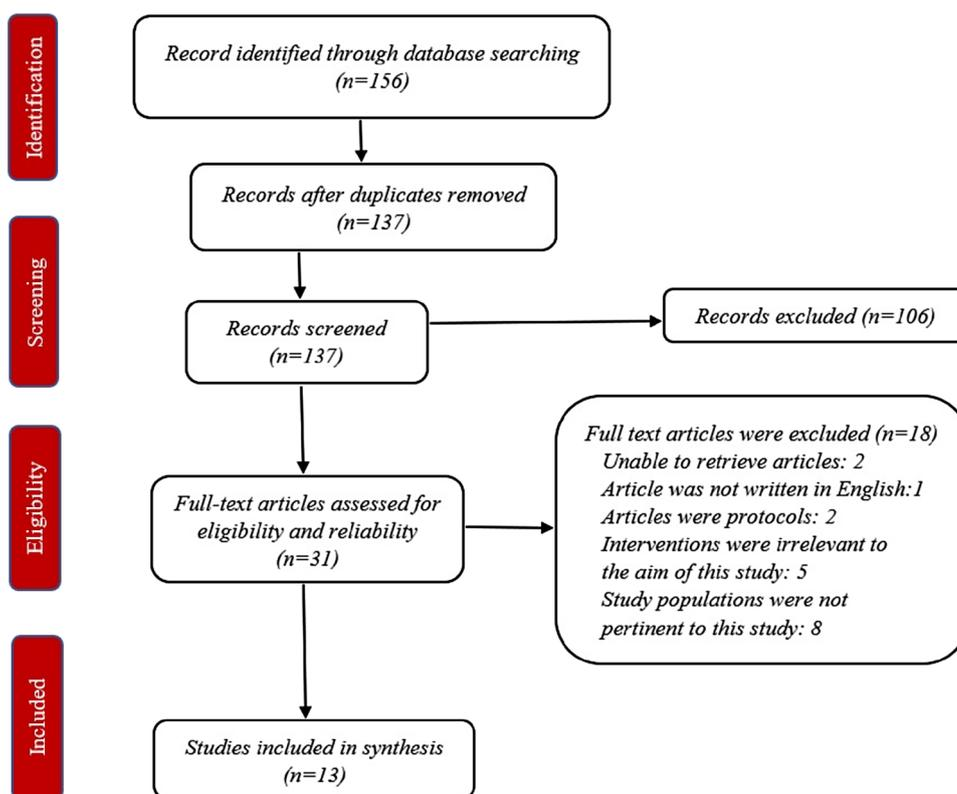 Identification
Record identified through database searching
(n=156)
Records after duplicates removed
(n=137)
Screening
Records screened
(n=137)
Records excluded (n=106)
Eligibility
Full-text articles assessed for
eligibility and reliability
(n=31)
Full text articles were excluded (n=18)
Unable to retrieve articles: 2
Article was not written in English:1
Articles were protocols: 2
Interventions were irrelevant to
the aim of this study: 5
Study populations were not
pertinent to this study: 8
Included
Studies included in synthesis
(n=13)